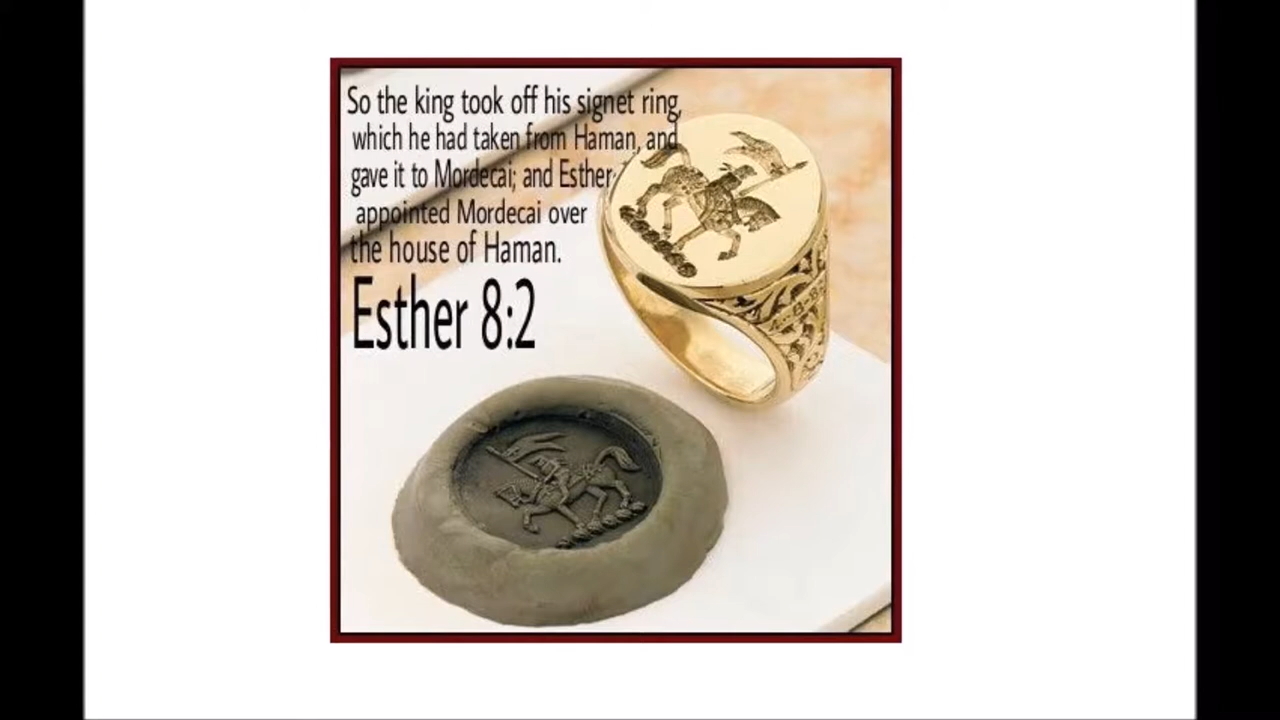 So the king took off his signet ring,
which he had taken from Haman, and
gave it to Mordecai; and Esther
appointed Mordecai over
the house of Haman.
Esther 8:2